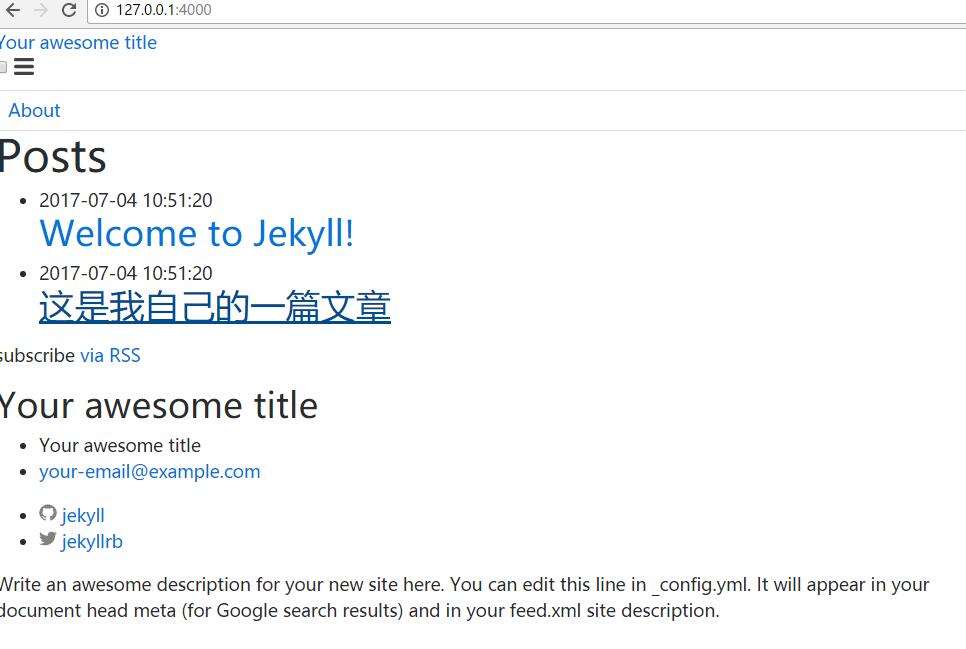 127.0.0.1:4000
Your awesome title
About
Posts
2017-07-04 10:51:20
Welcome to Jekyll!
2017-07-04 10:51:20
这是我自己的一篇文章
subscribe via RSS
Your awesome title
Your awesome title
your-email@example.com
jekyll
jekyllrb
Write an awesome description for your new site here. You can edit this line in _config.yml. It will appear in your
document head meta (for Google search results) and in your feed.xml site description.